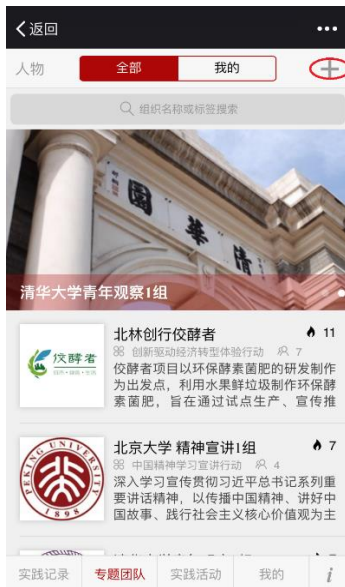 返回
人物 全部 我的
组织名称或标签搜索
園 華 清
清华大学青年观察1组
北林创行佼酵者 11
创新驱动经济转型体验行动 7
佼酵者
佼酵者项目以环保酵素菌肥的研发制作
为出发点，利用水果鲜垃圾制作环保酵
素菌肥，旨在通过试点生产、宣传推
北京大学 精神宣讲1组 7
中国精神学习宣讲行动 4
PEKING UNIVERSITY
1898
深入学习宣传贯彻习近平总书记系列重
要讲话精神，以传播中国精神、讲好中
国故事、践行社会主义核心价值观为主
实践记录 专题团队 实践活动 我的